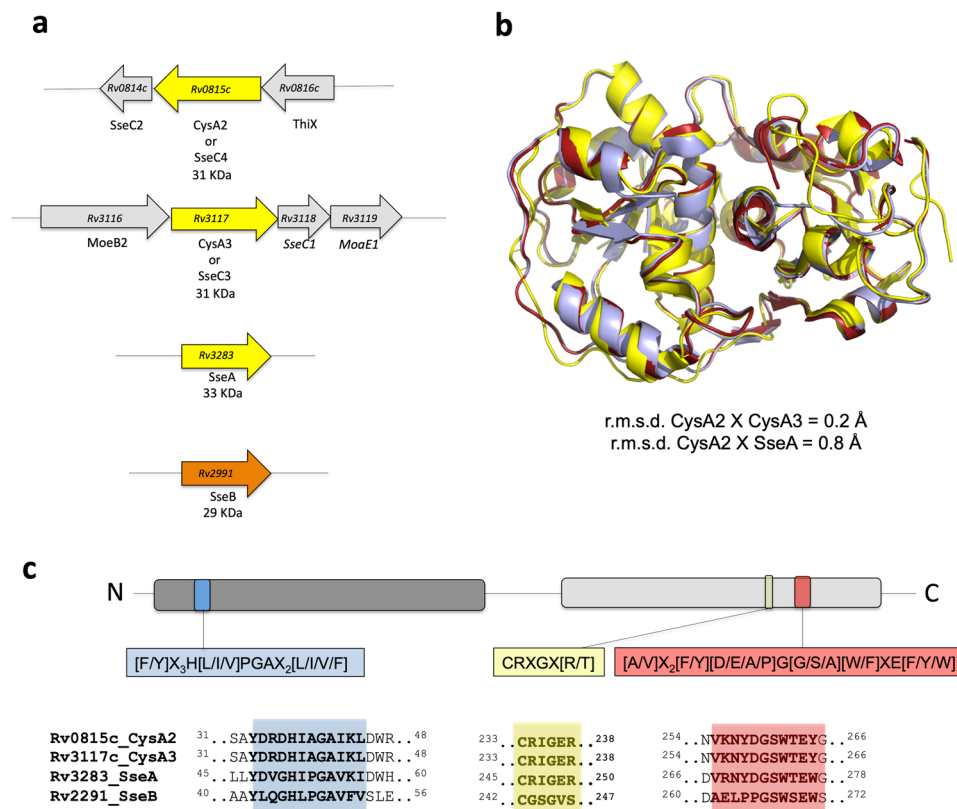 a
Rv0814c Rv0815c Rv0816c
SseC2 CysA2 ThiX
or
SseC4
31 KDa
Rv3116 Rv3117 Rv3118 Rv3119
MoeB2 CysA3 SseC1 MoaE1
or
SseC3
31 KDa
Rv3283
SseA
33 KDa
Rv2991
SseB
29 KDa
b
r.m.s.d. CysA2 X CysA3 = 0.2 Å
r.m.s.d. CysA2 X SseA = 0.8 Å
c
N C
[F/Y]X3H[L/I/V]PGAX2[L/I/V/F] CRXGX[R/T] [A/V]X2[F/Y][D/E/A/P]G[G/S/A][W/F]XE[F/Y/W]
Rv0815c_CysA2 31..SAYDRDHIAGAIKLDWR..48 233..CRIGER..238 254..NVKNYDGSWTEYG..266
Rv3117c_CysA3 31..SAYDRDHIAGAIKLDWR..48 233..CRIGER..238 254..NVKNYDGSWTEYG..266
Rv3283_SseA 45..LLYDVGHIPGAVKIDWH..60 245..CRIGER..250 266..DVRNYDGSWTEWG..278
Rv2291_SseB 40..AAYLQGHLPGAVFVSLE..56 242..CGSGVS..247 260..DAELPPGSWSEWS..272